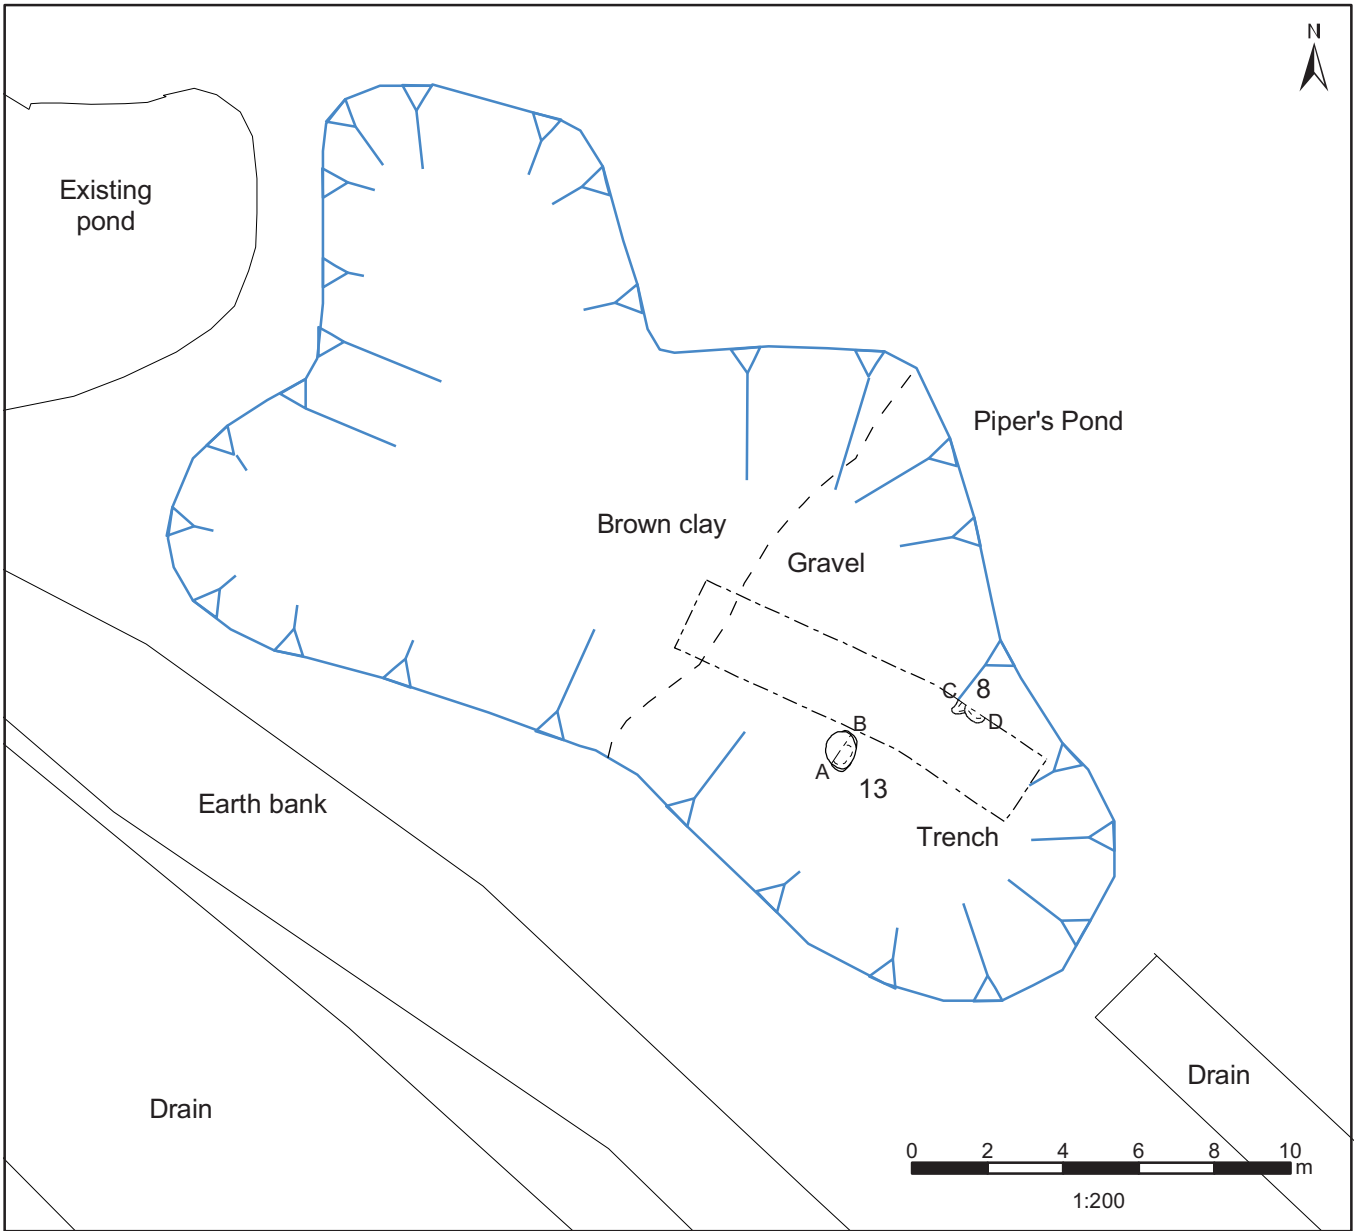 N
Existing
pond
Piper's Pond
Brown clay
Gravel
C 8
D
B
A
13
Earth bank
Trench
Drain
Drain
0 2 4 6 8 10
m
1:200